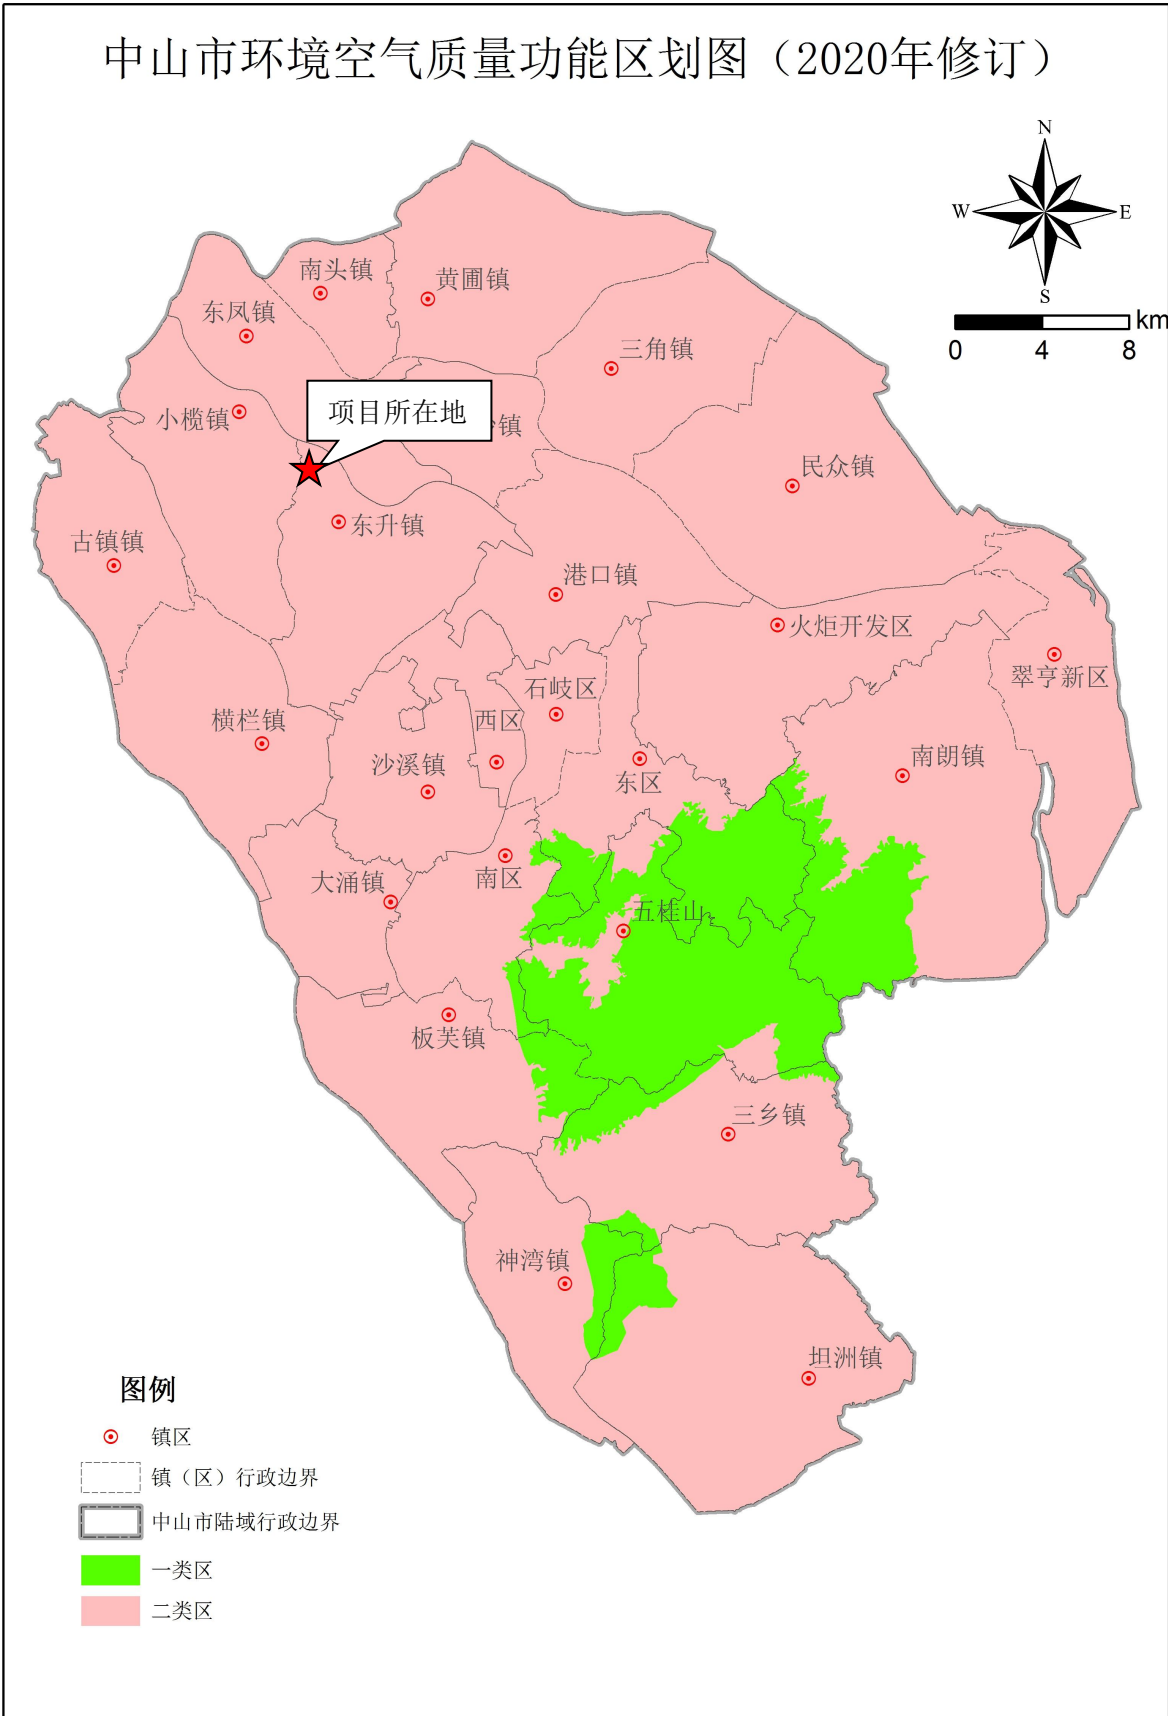 中山市环境空气质量功能区划图（2020年修订）
N
W
E
S
km
0
4
8
南头镇
黄圃镇
东凤镇
三角镇
小榄镇
项目所在地
镇
民众镇
东升镇
古镇镇
港口镇
火炬开发区
翠亨新区
石岐区
横栏镇
西区
南朗镇
沙溪镇
东区
南区
大涌镇
五桂山
板芙镇
三乡镇
神湾镇
坦洲镇
图例
镇区
镇（区）行政边界
中山市陆域行政边界
一类区
二类区